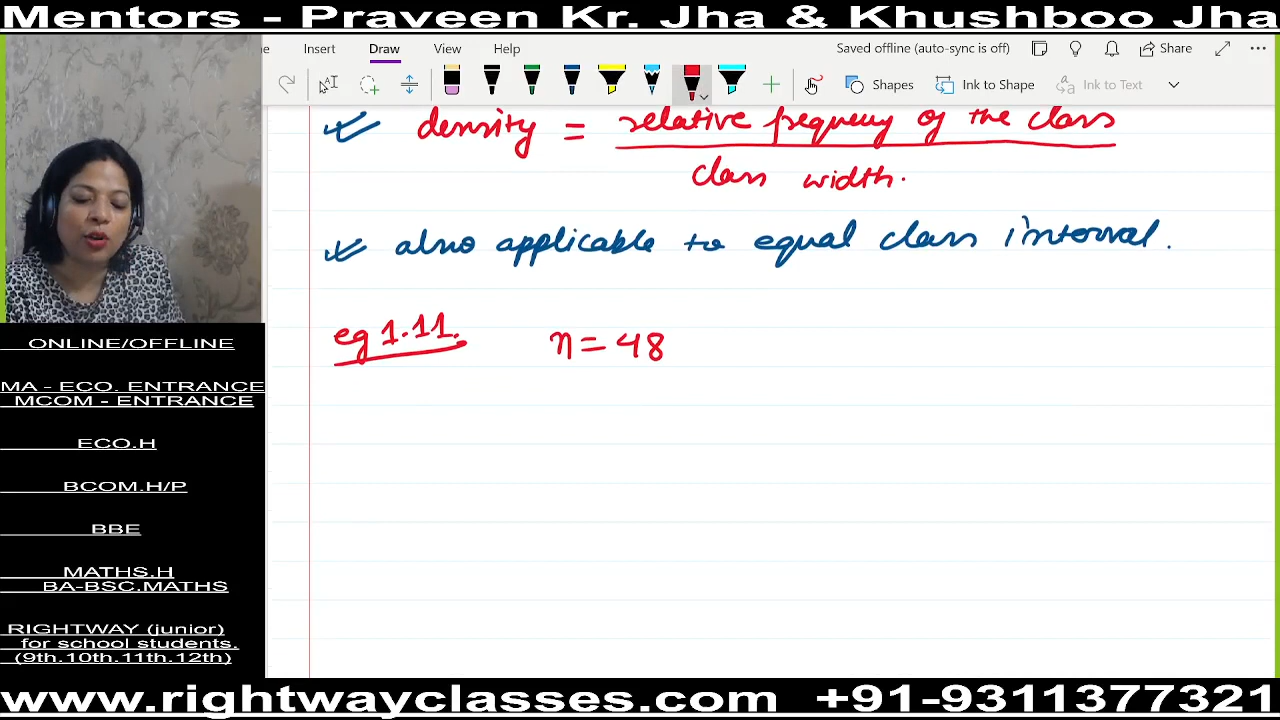 Mentors - Praveen Kr. Jha & Khushboo Jha
Insert Draw View Help Saved offline (auto-sync is off) Share
Shapes Ink to Shape Ink to Text
density = relative freqency of the class
class width.
also applicable to equal class interval.
eg 1.11. n = 48
ONLINE/OFFLINE
MA - ECO. ENTRANCE
MCOM - ENTRANCE
ECO.H
BCOM.H/P
BBE
MATHS.H
BA-BSC.MATHS
RIGHTWAY (junior)
for school students.
(9th.10th.11th.12th)
www.rightwayclasses.com +91-9311377321